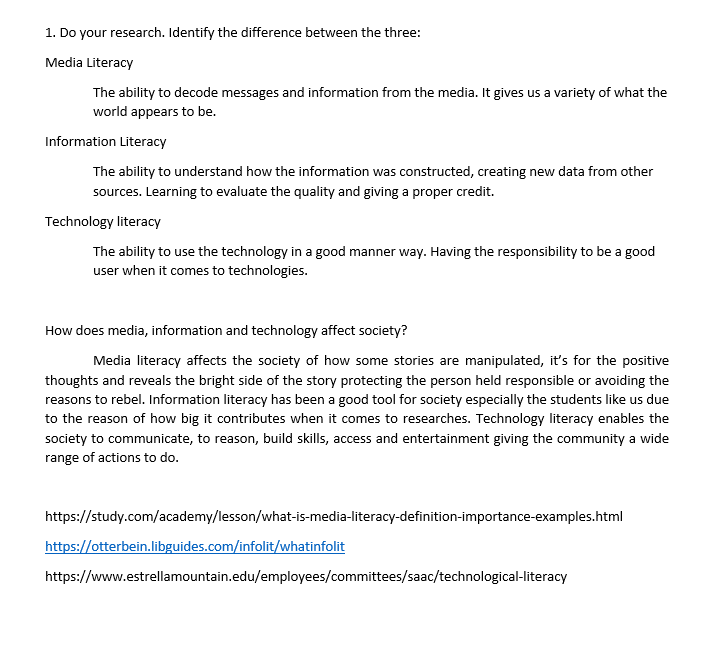 1. Do your research. Identify the difference between the three:
Media Literacy
The ability to decode messages and information from the media. It gives us a variety of what the
world appears to be.
Information Literacy
The ability to understand how the information was constructed, creating new data from other
sources. Learning to evaluate the quality and giving a proper credit.
Technology literacy
The ability to use the technology in a good manner way. Having the responsibility to be a good
user when it comes to technologies.
How does media, information and technology affect society?
Media literacy affects the society of how some stories are manipulated, it’s for the positive
thoughts and reveals the bright side of the story protecting the person held responsible or avoiding the
reasons to rebel. Information literacy has been a good tool for society especially the students like us due
to the reason of how big it contributes when it comes to researches. Technology literacy enables the
society to communicate, to reason, build skills, access and entertainment giving the community a wide
range of actions to do.
https://study.com/academy/lesson/what-is-media-literacy-definition-importance-examples.html
https://otterbein.libguides.com/infolit/whatinfolit
https://www.estrellamountain.edu/employees/committees/saac/technological-literacy